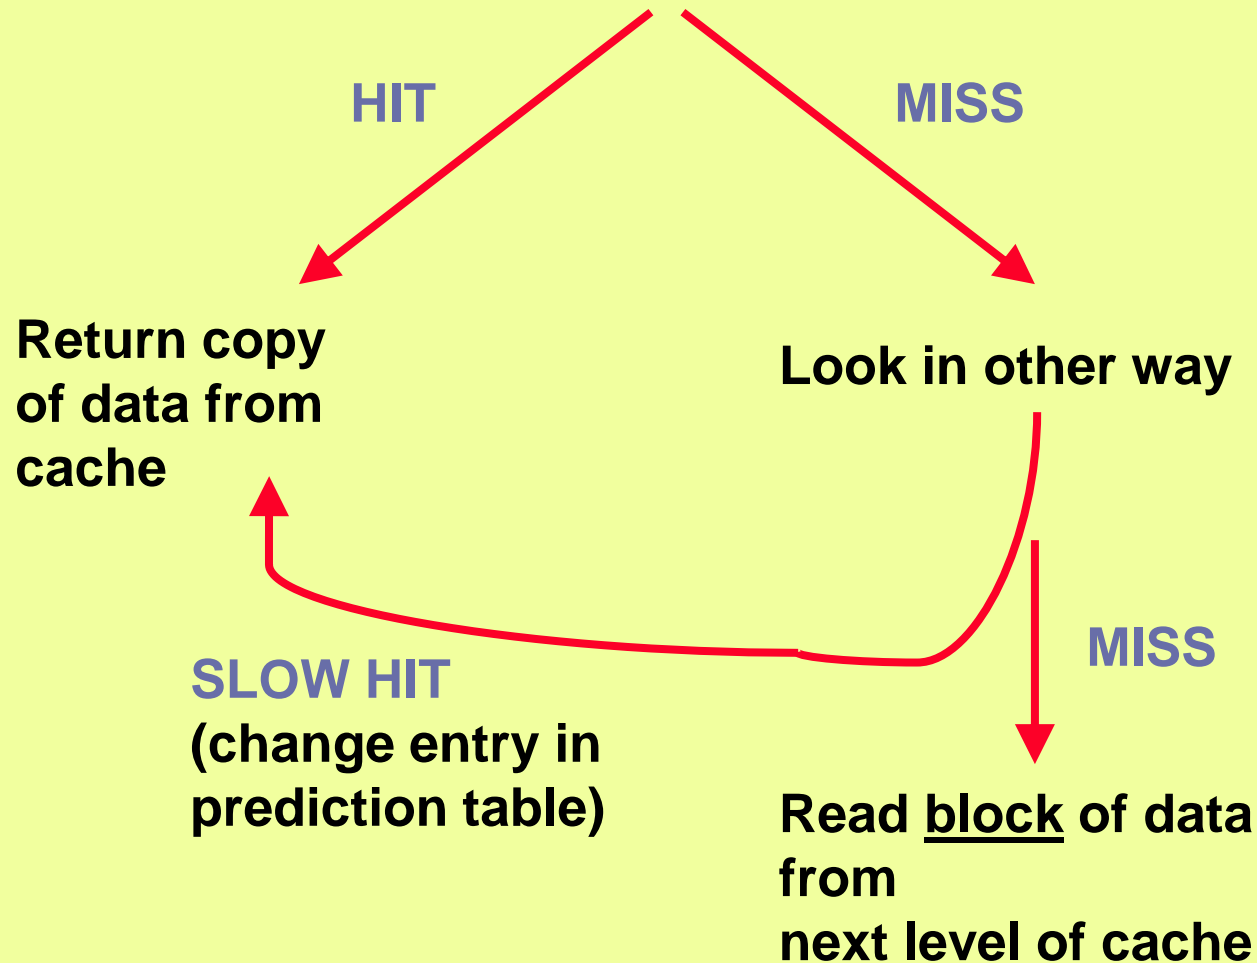 HIT
MISS
Return copy
of data from
cache
Look in other way
SLOW HIT
(change entry in
prediction table)
MISS
Read block of data
from
next level of cache